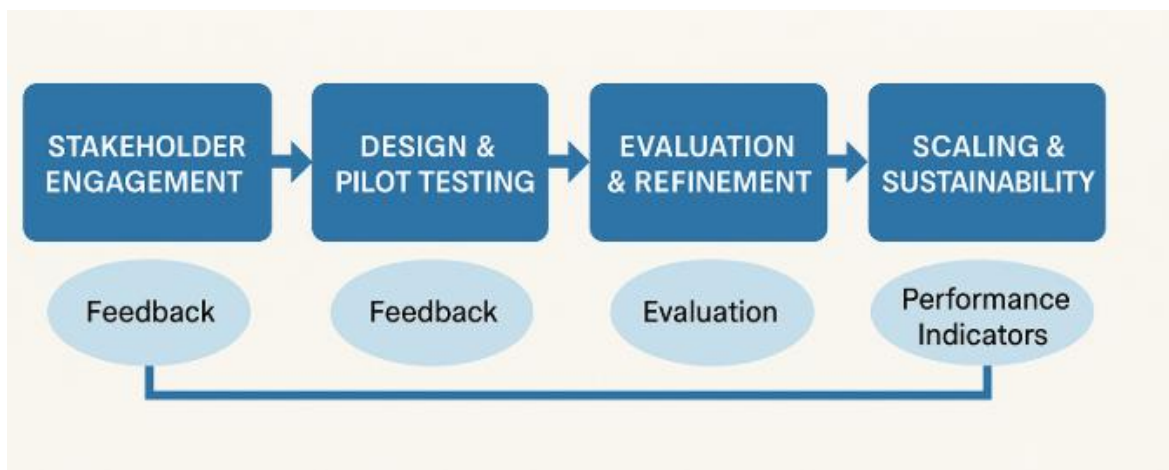 STAKEHOLDER
ENGAGEMENT
DESIGN &
PILOT TESTING
EVALUATION
& REFINEMENT
SCALING &
SUSTAINABILITY
Feedback
Feedback
Evaluation
Performance
Indicators